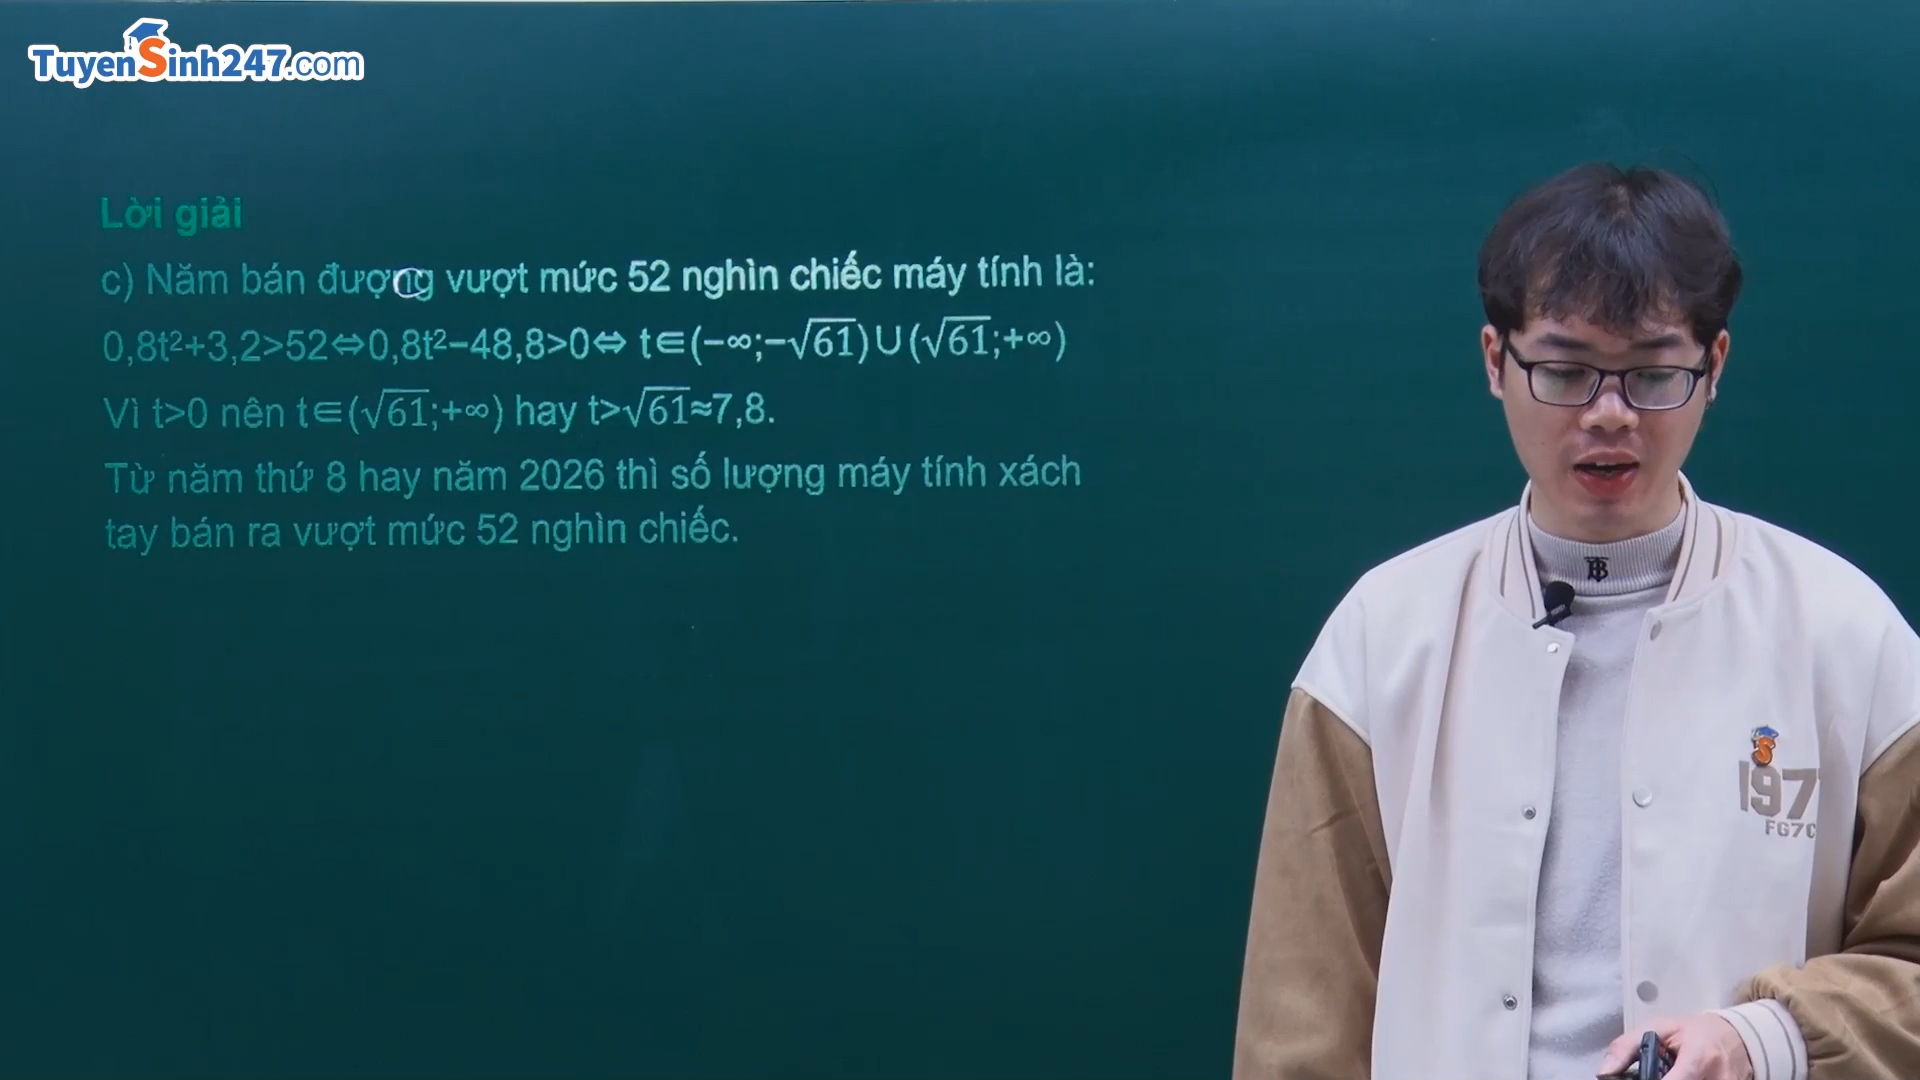 TuyenSinh247.com
Lời giải
c) Năm bán được vượt mức 52 nghìn chiếc máy tính là:
0,8t²+3,2>52⇔0,8t²−48,8>0⇔ t∈(−∞;−√61)∪(√61;+∞)
Vì t>0 nên t∈(√61;+∞) hay t>√61≈7,8.
Từ năm thứ 8 hay năm 2026 thì số lượng máy tính xách
tay bán ra vượt mức 52 nghìn chiếc.
TB
S
197
FG7C